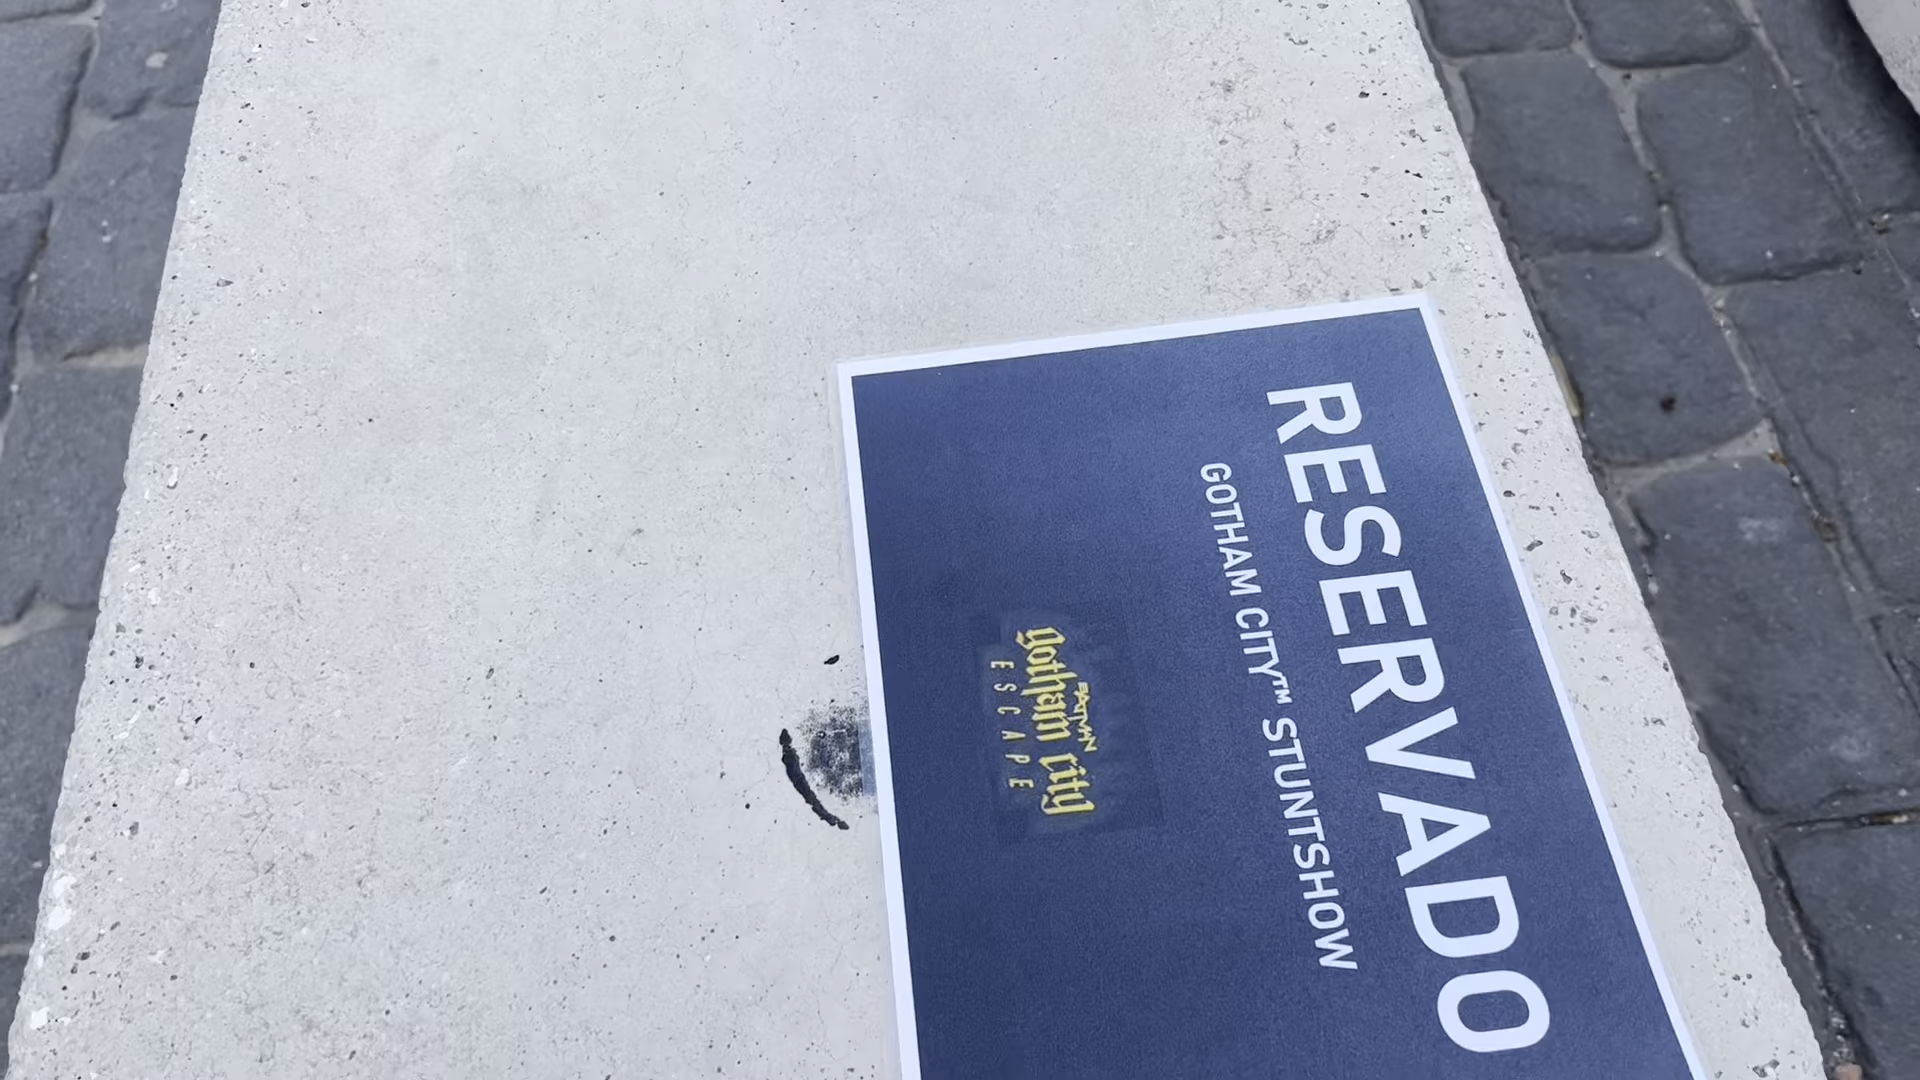 RESERVADO
GOTHAM CITY™ STUNTSHOW
BATMAN
gotham city
ESCAPE